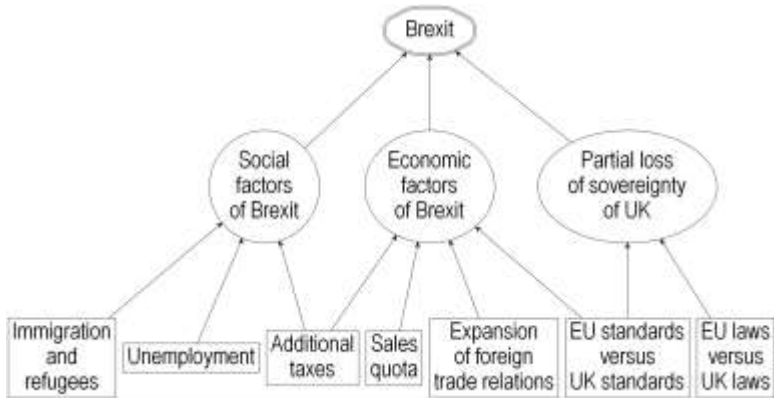 Brexit
Social
factors
of Brexit
Economic
factors
of Brexit
Partial loss
of sovereignty
of UK
Immigration
and
refugees
Unemployment
Additional
taxes
Sales
quota
Expansion
of foreign
trade relations
EU standards
versus
UK standards
EU laws
versus
UK laws